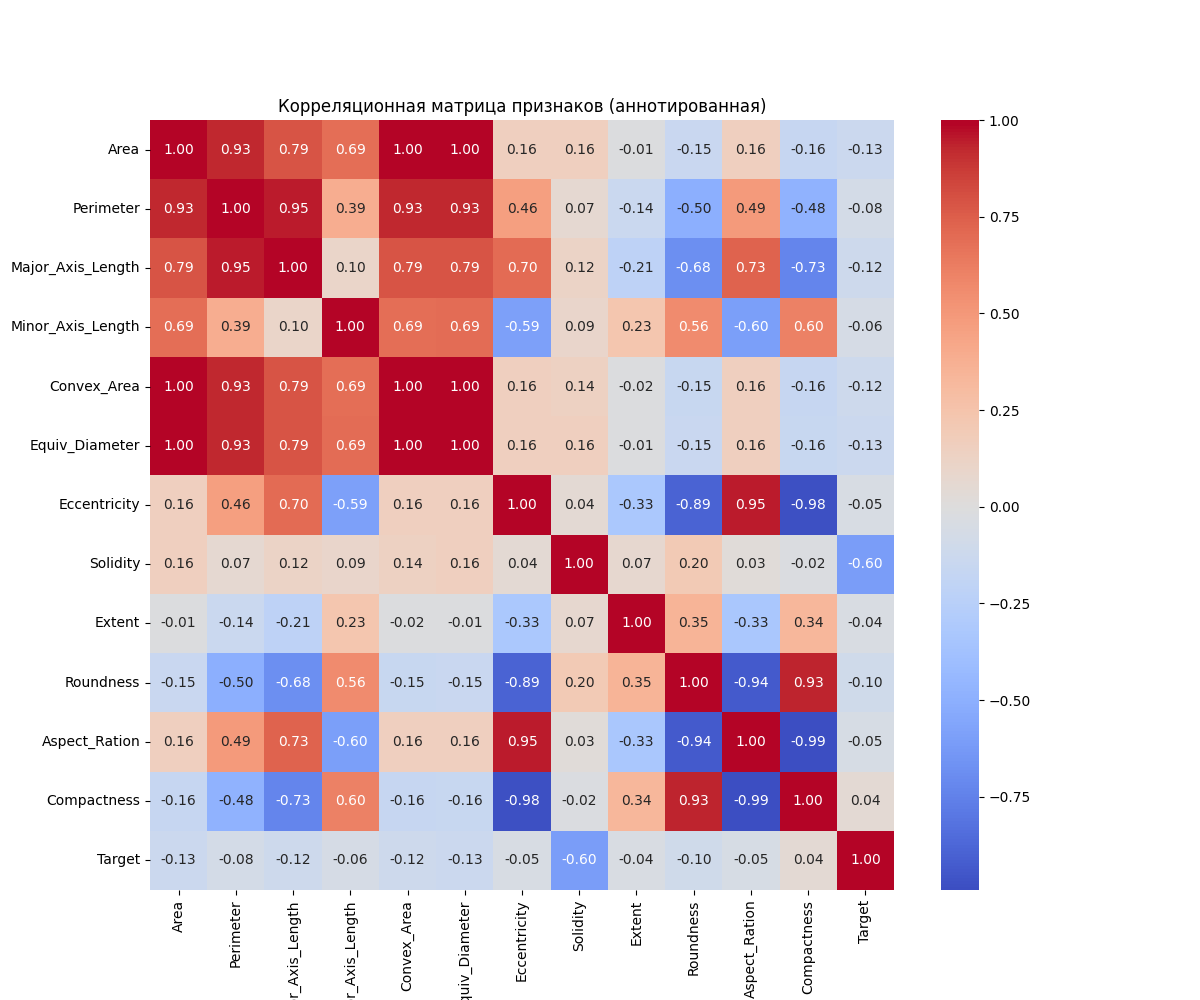 Корреляционная матрица признаков (аннотированная)
Area 1.00 0.93 0.79 0.69 1.00 1.00 0.16 0.16 -0.01 -0.15 0.16 -0.16 -0.13
Perimeter 0.93 1.00 0.95 0.39 0.93 0.93 0.46 0.07 -0.14 -0.50 0.49 -0.48 -0.08
Major_Axis_Length 0.79 0.95 1.00 0.10 0.79 0.79 0.70 0.12 -0.21 -0.68 0.73 -0.73 -0.12
Minor_Axis_Length 0.69 0.39 0.10 1.00 0.69 0.69 -0.59 0.09 0.23 0.56 -0.60 0.60 -0.06
Convex_Area 1.00 0.93 0.79 0.69 1.00 1.00 0.16 0.14 -0.02 -0.15 0.16 -0.16 -0.12
Equiv_Diameter 1.00 0.93 0.79 0.69 1.00 1.00 0.16 0.16 -0.01 -0.15 0.16 -0.16 -0.13
Eccentricity 0.16 0.46 0.70 -0.59 0.16 0.16 1.00 0.04 -0.33 -0.89 0.95 -0.98 -0.05
Solidity 0.16 0.07 0.12 0.09 0.14 0.16 0.04 1.00 0.07 0.20 0.03 -0.02 -0.60
Extent -0.01 -0.14 -0.21 0.23 -0.02 -0.01 -0.33 0.07 1.00 0.35 -0.33 0.34 -0.04
Roundness -0.15 -0.50 -0.68 0.56 -0.15 -0.15 -0.89 0.20 0.35 1.00 -0.94 0.93 -0.10
Aspect_Ration 0.16 0.49 0.73 -0.60 0.16 0.16 0.95 0.03 -0.33 -0.94 1.00 -0.99 -0.05
Compactness -0.16 -0.48 -0.73 0.60 -0.16 -0.16 -0.98 -0.02 0.34 0.93 -0.99 1.00 0.04
Target -0.13 -0.08 -0.12 -0.06 -0.12 -0.13 -0.05 -0.60 -0.04 -0.10 -0.05 0.04 1.00
Area
Perimeter
or_Axis_Length
or_Axis_Length
Convex_Area
quiv_Diameter
Eccentricity
Solidity
Extent
Roundness
Aspect_Ration
Compactness
Target
1.00
0.75
0.50
0.25
0.00
−0.25
−0.50
−0.75